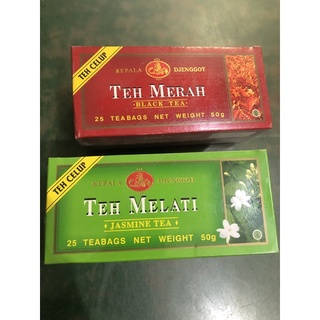 TEH CELUP
KEPALA DJENGGOT
TEH MERAH
BLACK TEA
25 TEABAGS NET WEIGHT 50g
TEH CELUP
KEPALA DJENGGOT
TEH MELATI
JASMINE TEA
25 TEABAGS NET WEIGHT 50g